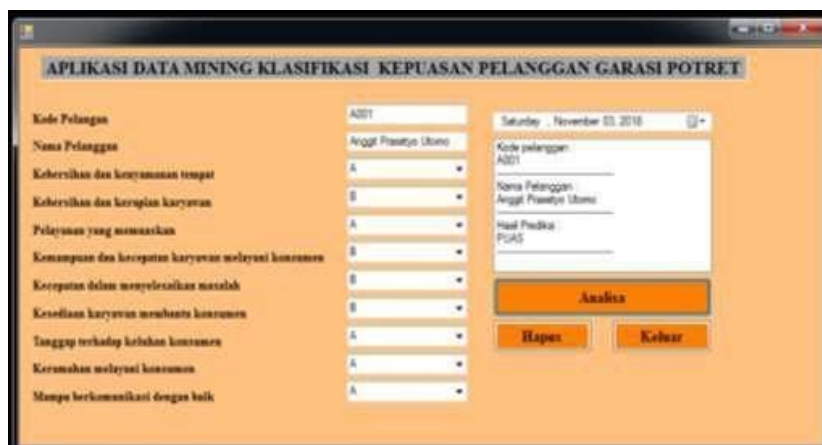 APLIKASI DATA MINING KLASIFIKASI KEPUASAN PELANGGAN GARASI POTRET
Kode Pelangan
A001
Nama Pelanggan
Anggit Prasetyo Utomo
Kebersihan dan kenyamanan tempat
A
Kebersihan dan kerapian karyawan
B
Pelayanan yang memuaskan
A
Kemampuan dan kecepatan karyawan melayani konsumen
B
Kecepatan dalam menyelesaikan masalah
B
Kesediaan karyawan membantu konsumen
B
Tanggap terhadap keluhan konsumen
A
Keramahan melayani konsumen
A
Mampu berkomunikasi dengan baik
A
Saturday , November 03, 2018
Kode pelanggan
A001
Nama Pelanggan :
Anggit Prasetyo Utomo
Hasil Prediksi :
PUAS
Analisa
Hapus
Keluar